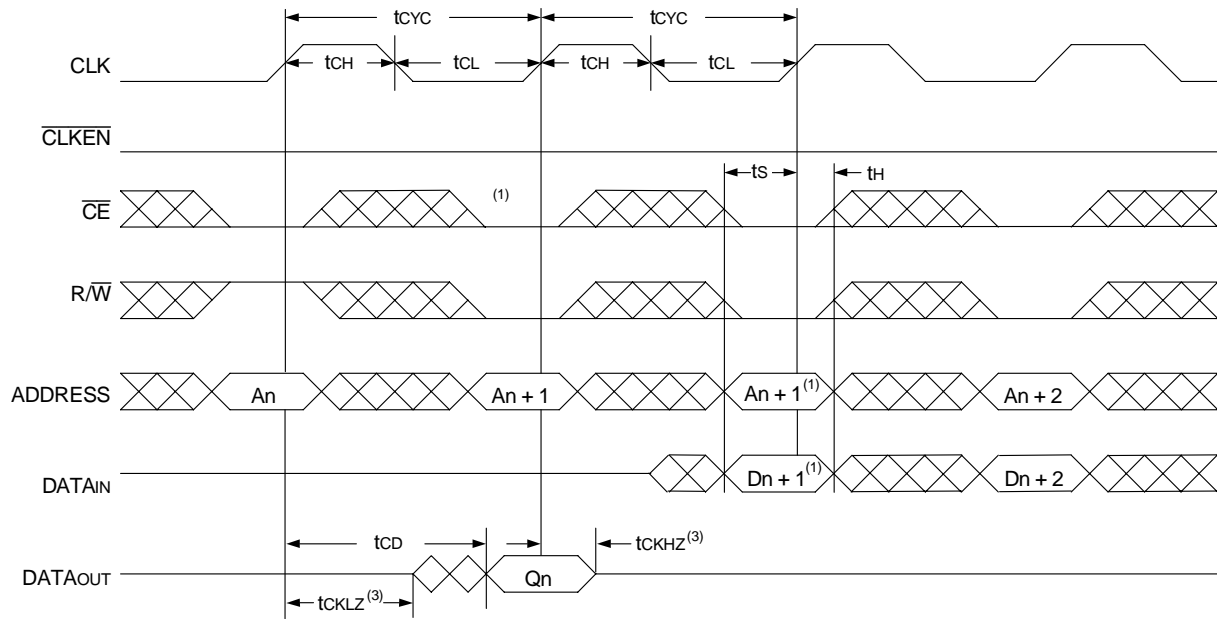 tCYC tCYC
CLK tCH tCL tCH tCL
CLKEN
tS tH
CE (1)
R/W
ADDRESS An An + 1 An + 1(1) An + 2
DATAIN Dn + 1(1) Dn + 2
tCD tCKHZ(3)
DATAOUT Qn
tCKLZ(3)